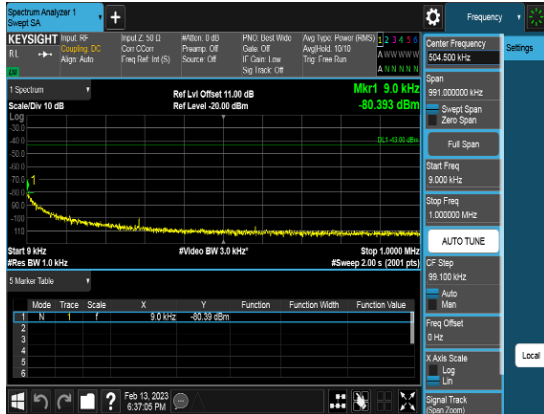 Spectrum Analyzer 1
Swept SA
KEYSIGHT
RL
Input: RF
Coupling: DC
Align: Auto
Input Z: 50 Ω
Corr CCorr
Freq Ref: Int (S)
#Atten: 0 dB
Preamp: Off
Source: Off
PNO: Best Wide
Gate: Off
IF Gain: Low
Sig Track: Off
Avg Type: Power (RMS)
Avg|Hold: 10/10
Trig: Free Run
1 2 3 4 5 6
A W W W W W
A N N N N N
1 Spectrum
Scale/Div 10 dB
Ref Lvl Offset 11.00 dB
Ref Level -20.00 dBm
Mkr1 9.0 kHz
-80.393 dBm
Log
-30.0
-40.0
-50.0
-60.0
-70.0
-80.0
-90.0
-100
-110
DL1 -43.00 dBm
1
Start 9 kHz
#Res BW 1.0 kHz
#Video BW 3.0 kHz*
Stop 1.0000 MHz
#Sweep 2.00 s (2001 pts)
5 Marker Table
Mode Trace Scale X Y Function Function Width Function Value
1 N 1 f 9.0 kHz -80.39 dBm
2
3
4
5
6
Feb 13, 2023
6:37:05 PM
Frequency
Settings
Center Frequency
504.500 kHz
Span
991.000000 kHz
Swept Span
Zero Span
Full Span
Start Freq
9.000 kHz
Stop Freq
1.000000 MHz
AUTO TUNE
CF Step
99.100 kHz
Auto
Man
Freq Offset
0 Hz
X Axis Scale
Log
Lin
Signal Track
(Span Zoom)
Local